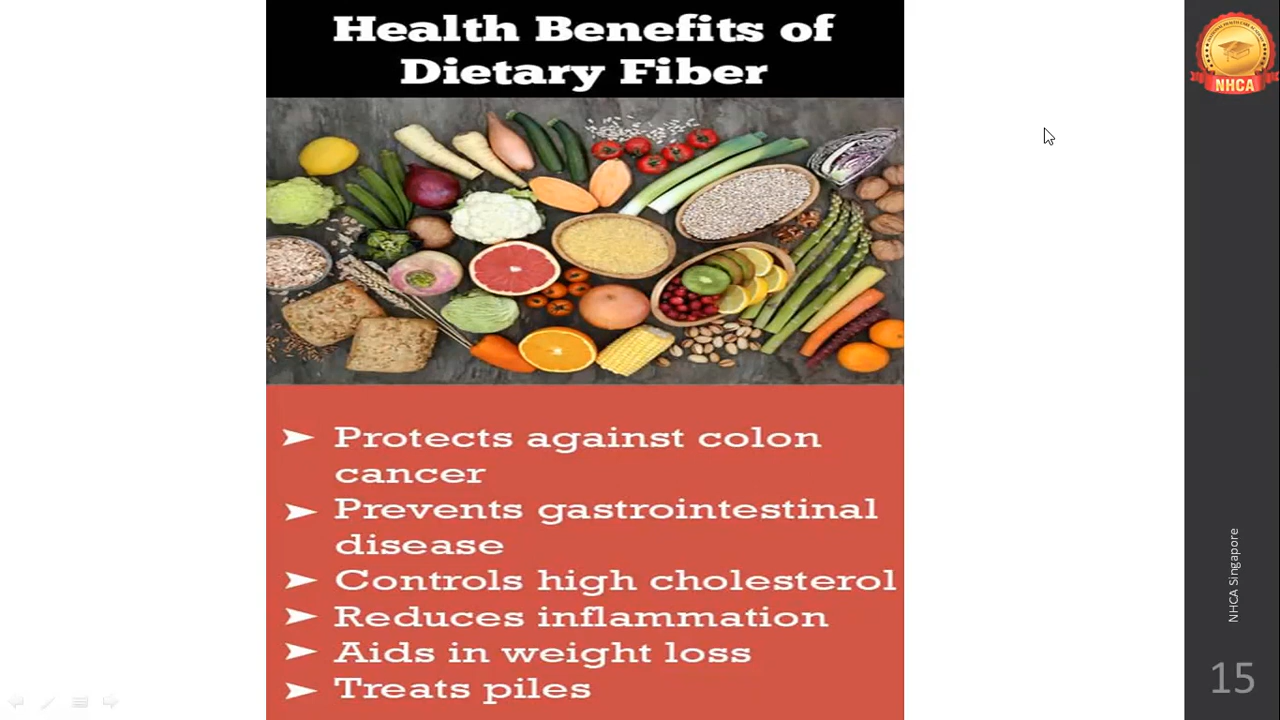 Health Benefits of
Dietary Fiber
Protects against colon
cancer
Prevents gastrointestinal
disease
Controls high cholesterol
Reduces inflammation
Aids in weight loss
Treats piles
NHCA
NHCA Singapore
15